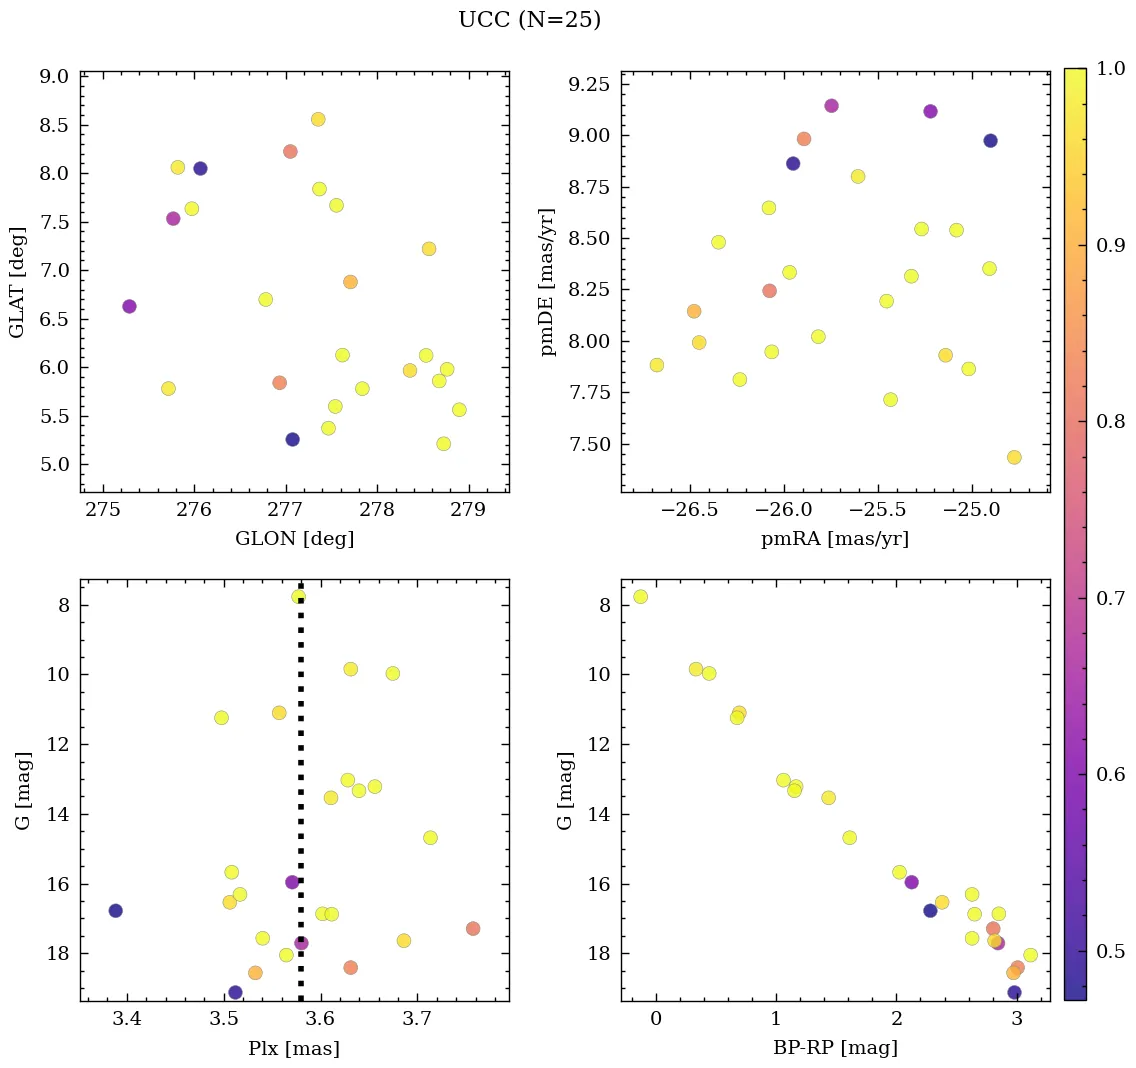 UCC (N=25)
9.0
8.5
8.0
7.5
7.0
6.5
6.0
5.5
5.0
GLAT [deg]
275 276 277 278 279
GLON [deg]
9.25
9.00
8.75
8.50
8.25
8.00
7.75
7.50
pmDE [mas/yr]
−26.5 −26.0 −25.5 −25.0
pmRA [mas/yr]
8
10
12
14
16
18
G [mag]
3.4 3.5 3.6 3.7
Plx [mas]
8
10
12
14
16
18
G [mag]
0 1 2 3
BP-RP [mag]
1.0
0.9
0.8
0.7
0.6
0.5